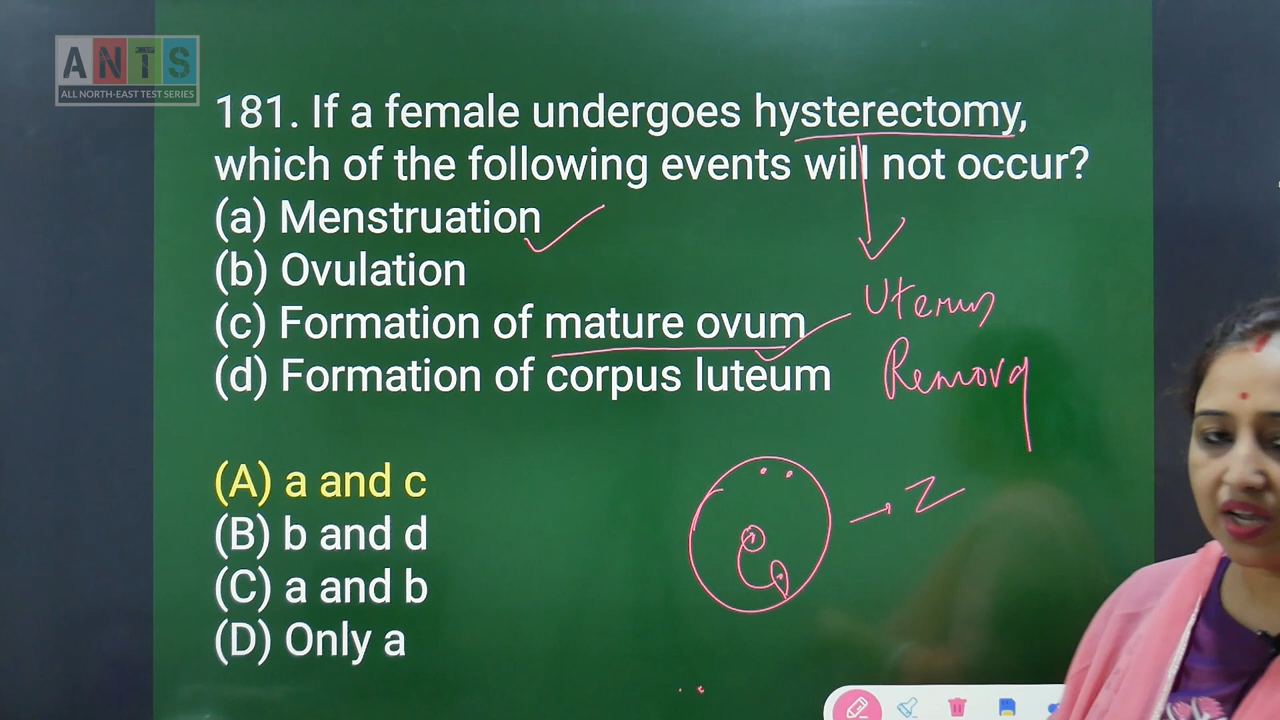 ANTS
ALL NORTH-EAST TEST SERIES
181. If a female undergoes hysterectomy,
which of the following events will not occur?
(a) Menstruation
(b) Ovulation
(c) Formation of mature ovum
(d) Formation of corpus luteum
Uterus
Removal
(A) a and c
(B) b and d
(C) a and b
(D) Only a
Z